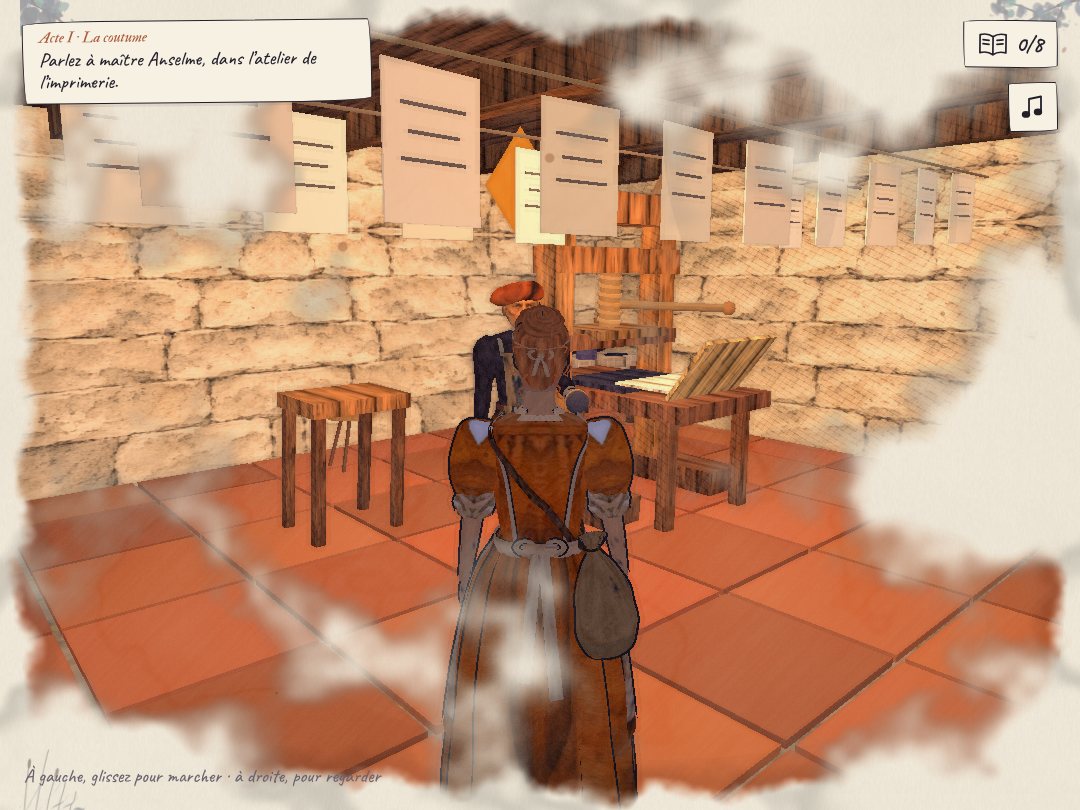 Acte I · La coutume
Parlez à maître Anselme, dans l'atelier de
l'imprimerie.
0/8
À gauche, glissez pour marcher · à droite, pour regarder